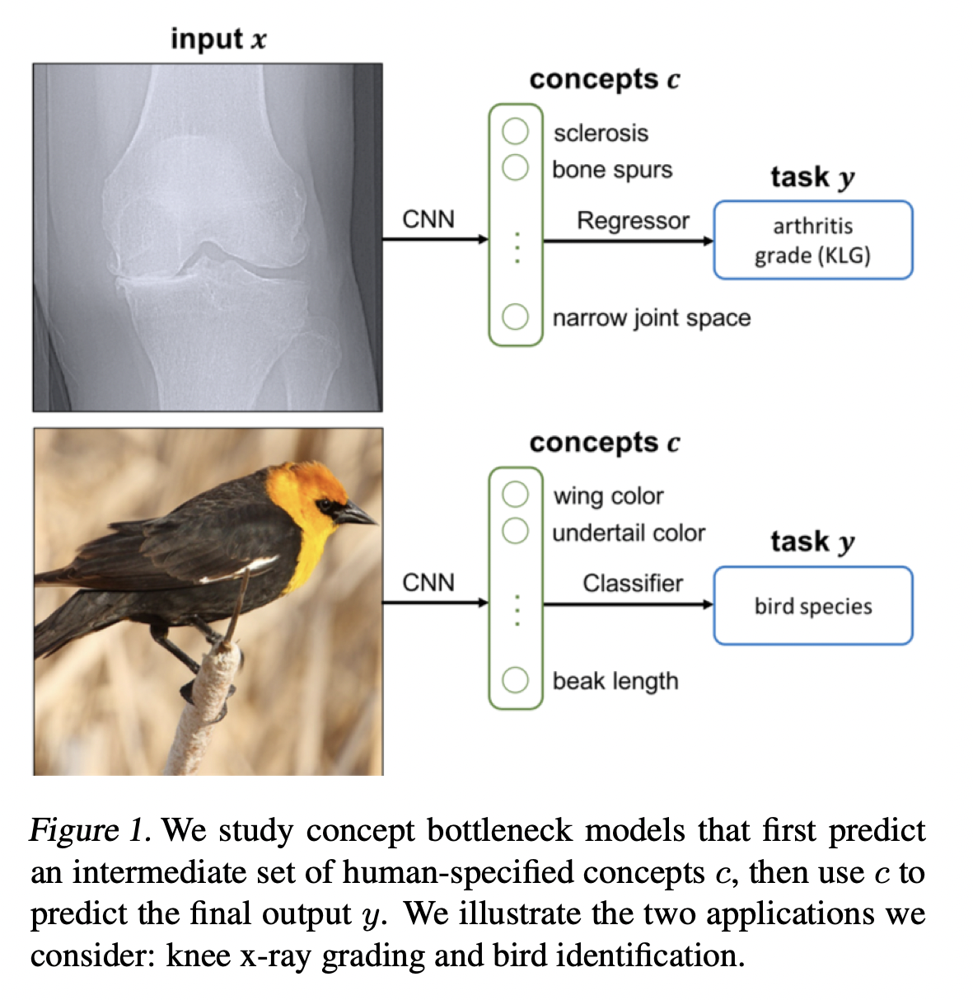 input x
concepts c
sclerosis
bone spurs
task y
CNN
Regressor
arthritis
grade (KLG)
narrow joint space
concepts c
wing color
undertail color
task y
CNN
Classifier
bird species
beak length
Figure 1. We study concept bottleneck models that first predict
an intermediate set of human-specified concepts c, then use c to
predict the final output y. We illustrate the two applications we
consider: knee x-ray grading and bird identification.